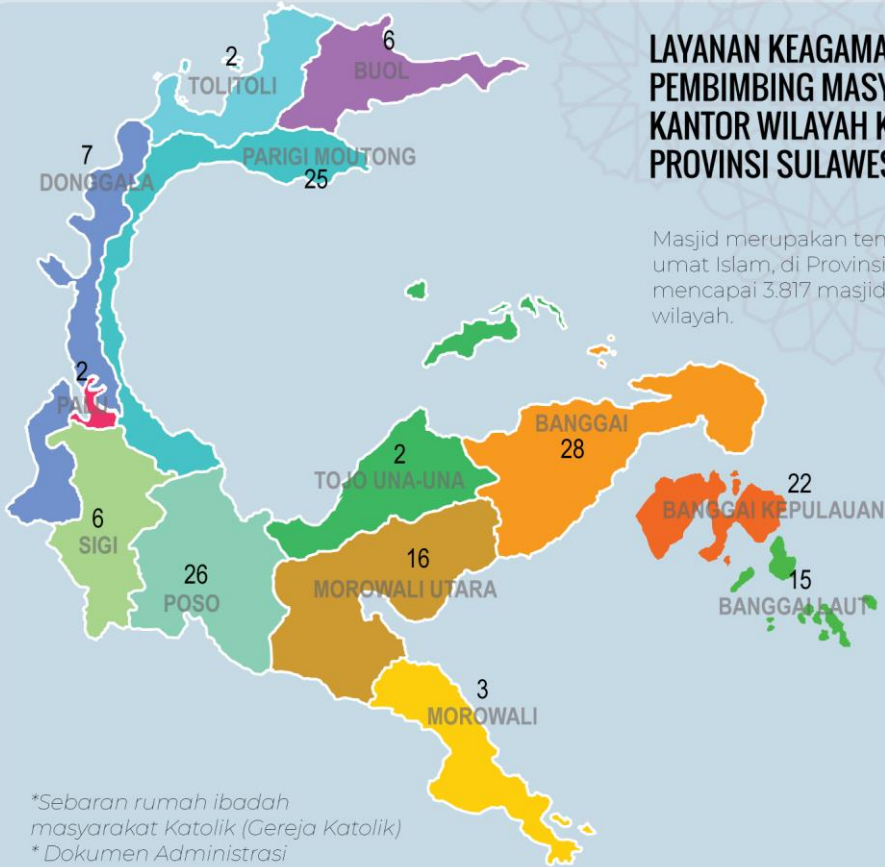 LAYANAN KEAGAMA
PEMBIMBING MASY
KANTOR WILAYAH K
PROVINSI SULAWES
Masjid merupakan ten
umat Islam, di Provinsi
mencapai 3.817 masjid
wilayah.
2
TOLITOLI
6
BUOL
7
DONGGALA
PARIGI MOUTONG
25
2
PALU
6
SIGI
26
POSO
2
TOJO UNA-UNA
BANGGAI
28
16
MOROWALI UTARA
22
BANGGAI KEPULAUAN
15
BANGGAI LAUT
3
MOROWALI
*Sebaran rumah ibadah
masyarakat Katolik (Gereja Katolik)
* Dokumen Administrasi